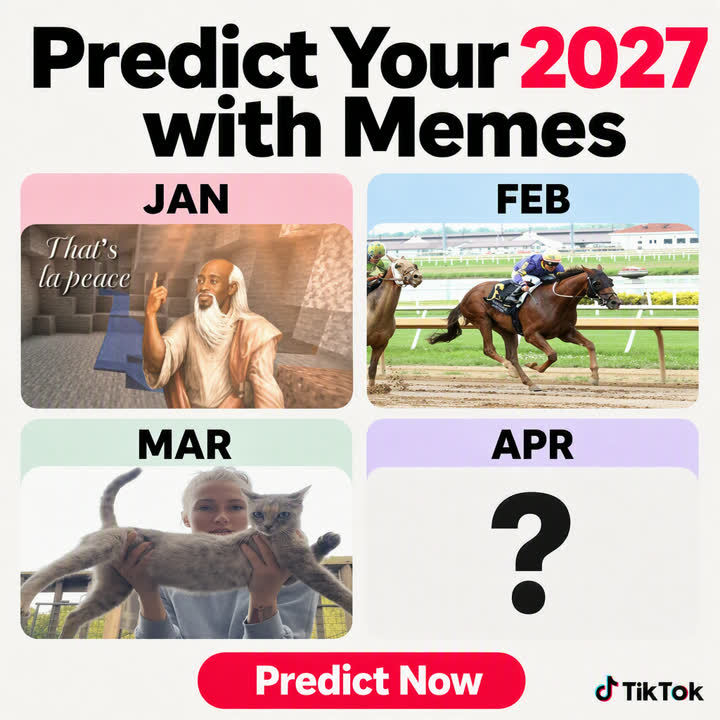 Predict Your 2027
with Memes
JAN
FEB
That's
la peace
MAR
APR
?
Predict Now
TikTok